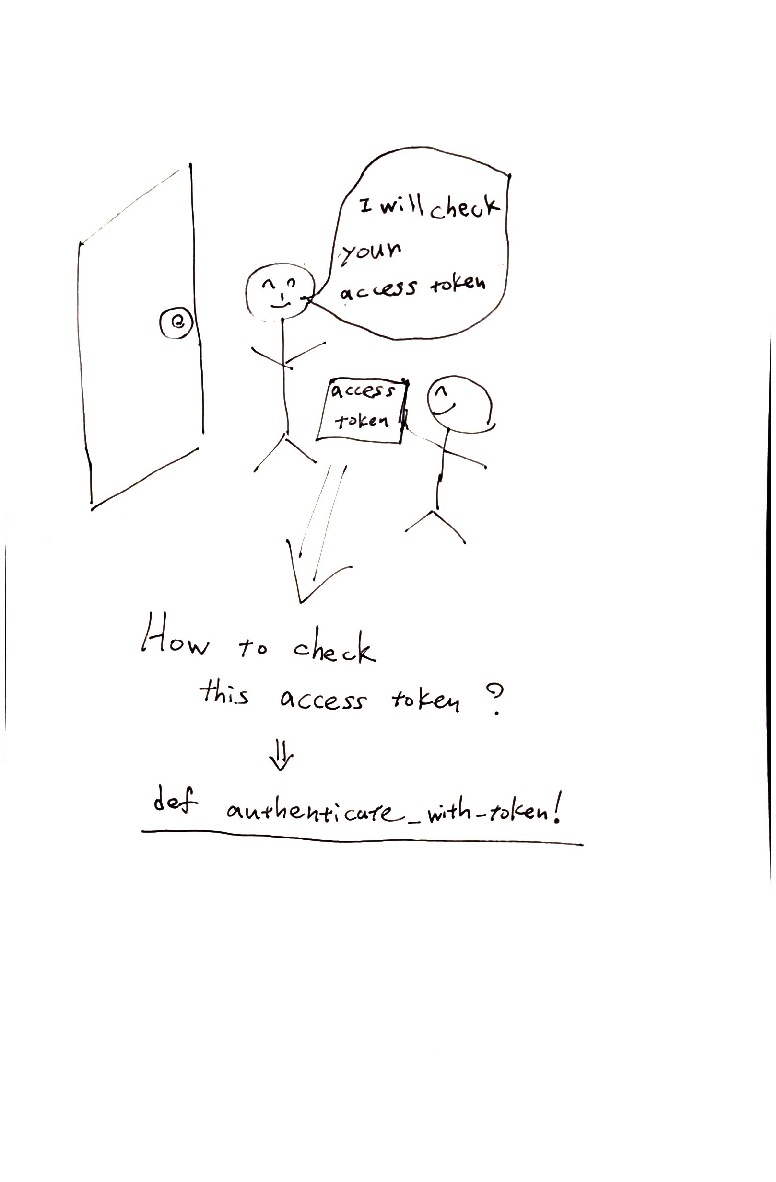 I will check
your
access token
access
token
How to check
this access token ?
⇓
def authenticate_with-token!